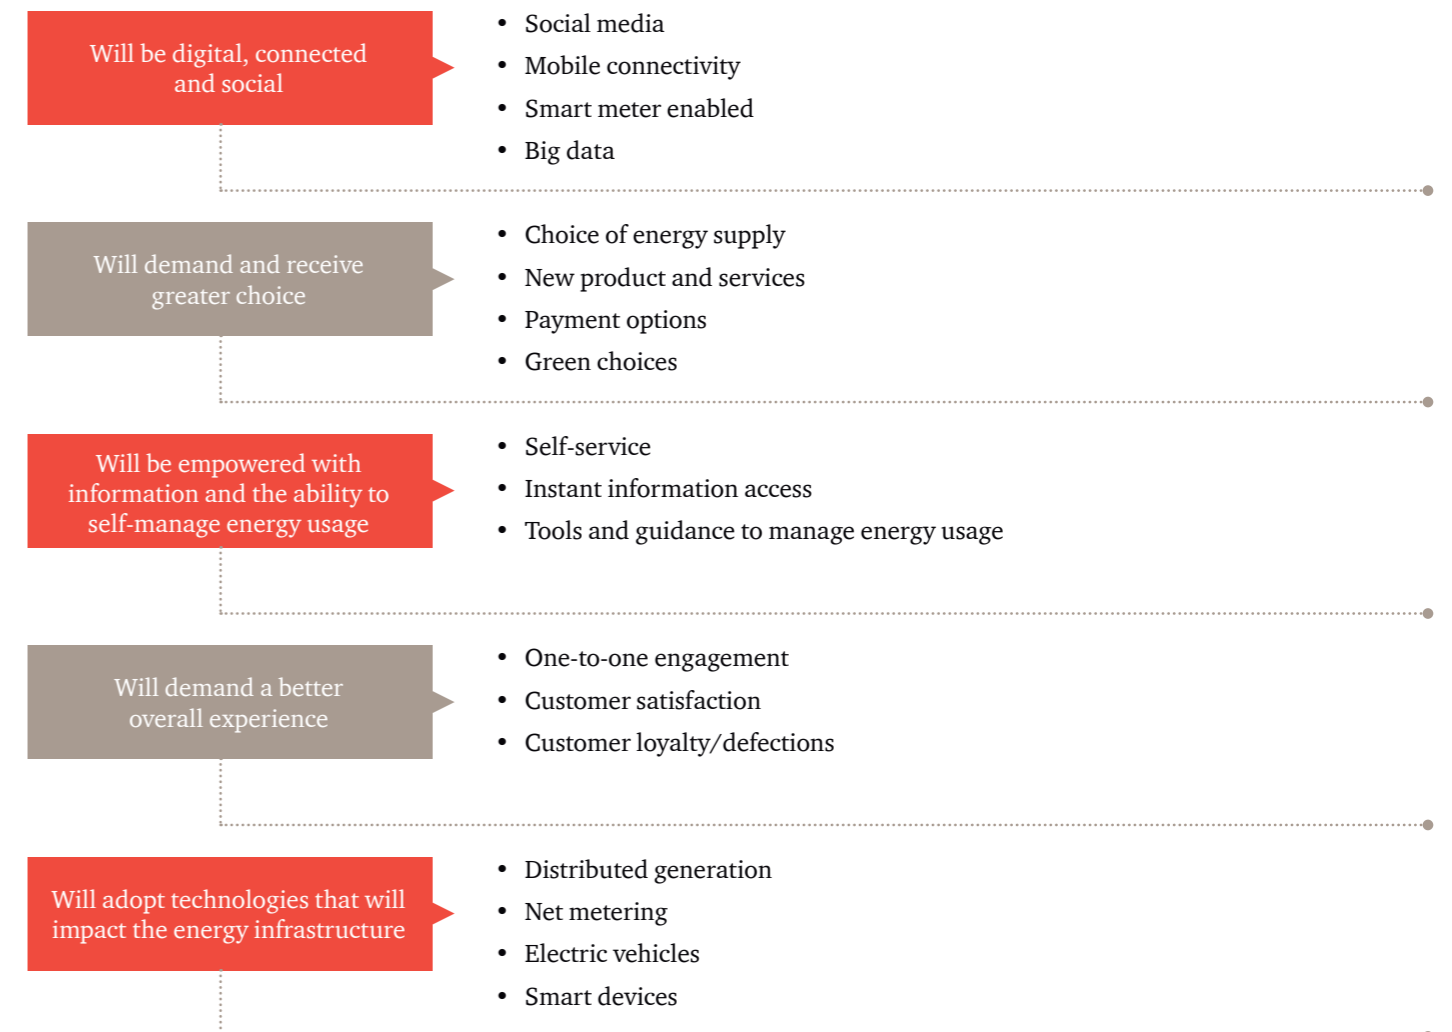 Will be digital, connected
and social
• Social media
• Mobile connectivity
• Smart meter enabled
• Big data
Will demand and receive
greater choice
• Choice of energy supply
• New product and services
• Payment options
• Green choices
Will be empowered with
information and the ability to
self-manage energy usage
• Self-service
• Instant information access
• Tools and guidance to manage energy usage
Will demand a better
overall experience
• One-to-one engagement
• Customer satisfaction
• Customer loyalty/defections
Will adopt technologies that will
impact the energy infrastructure
• Distributed generation
• Net metering
• Electric vehicles
• Smart devices